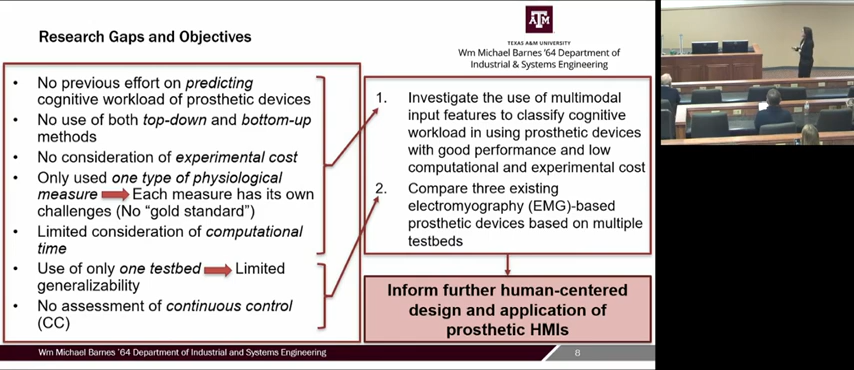 Research Gaps and Objectives
ĀTM
TEXAS A&M UNIVERSITY
Wm Michael Barnes '64 Department of
Industrial & Systems Engineering
• No previous effort on predicting
cognitive workload of prosthetic devices
• No use of both top-down and bottom-up
methods
• No consideration of experimental cost
• Only used one type of physiological
measure Each measure has its own
challenges (No “gold standard”)
• Limited consideration of computational
time
• Use of only one testbed Limited
generalizability
• No assessment of continuous control
(CC)
1. Investigate the use of multimodal
input features to classify cognitive
workload in using prosthetic devices
with good performance and low
computational and experimental cost
2. Compare three existing
electromyography (EMG)-based
prosthetic devices based on multiple
testbeds
Inform further human-centered
design and application of
prosthetic HMIs
Wm Michael Barnes '64 Department of Industrial and Systems Engineering
8